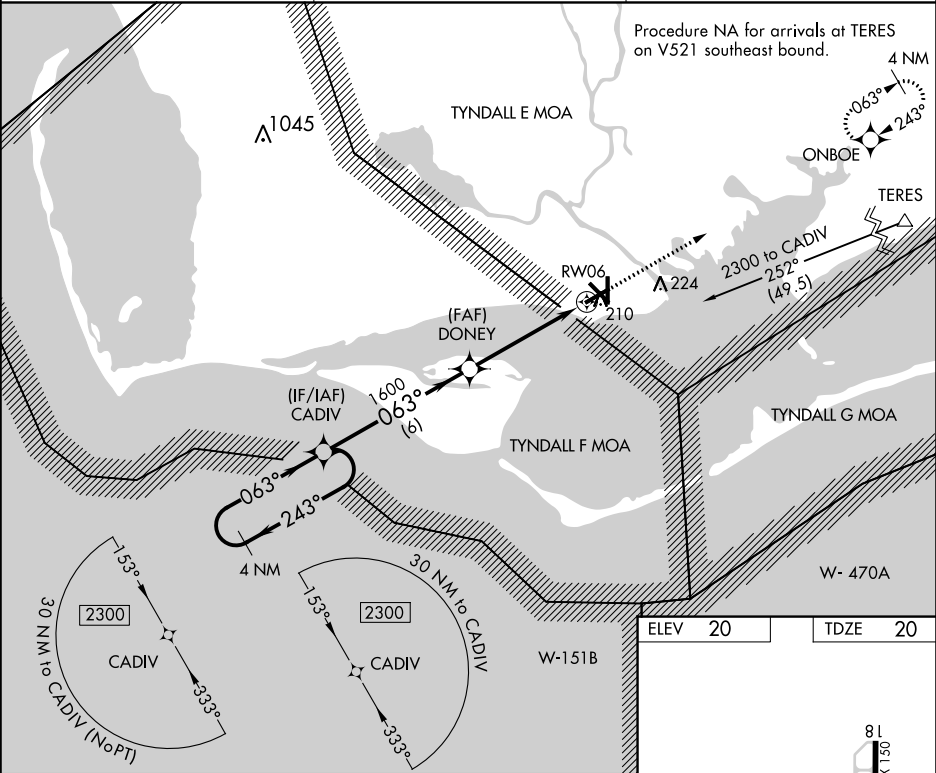 Procedure NA for arrivals at TERES
on V521 southeast bound.
4 NM
063°
243°
ONBOE
TYNDALL E MOA
1045
TERES
2300 to CADIV
252°
(49.5)
RW06
224
210
(FAF)
DONEY
(IF/IAF)
CADIV
1600
063°
(6)
TYNDALL G MOA
TYNDALL F MOA
063°
243°
4 NM
W- 470A
153°
2300
CADIV
333°
30 NM to CADIV (NoPT)
153°
2300
CADIV
333°
30 NM to CADIV
W-151B
ELEV 20
TDZE 20
81
X 150